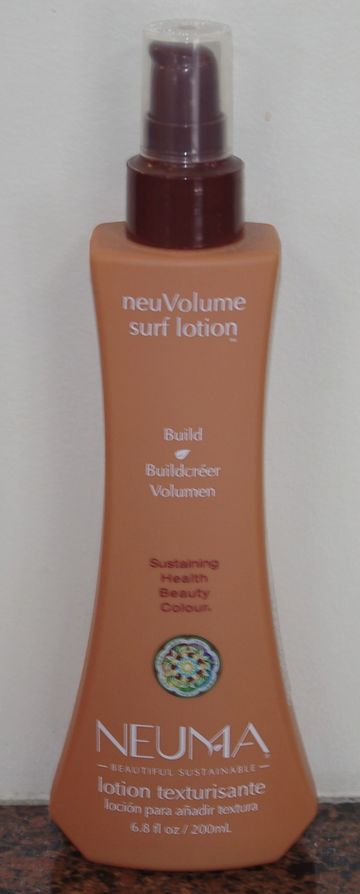 neuVolume
surf lotion™
Build
Buildcréer
Volumen
Sustaining
Health
Beauty
Colour.
NEUMA
BEAUTIFUL SUSTAINABLE
lotion texturisante
loción para añadir textura
6.8 fl oz / 200mL